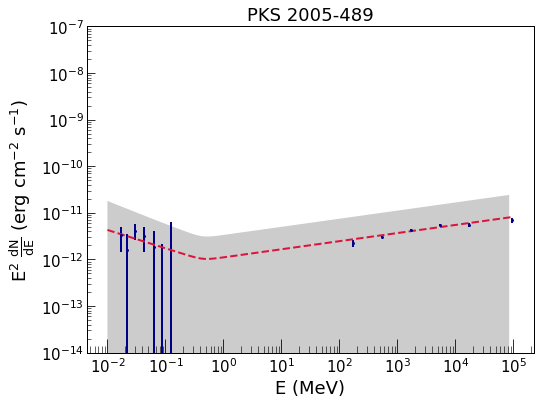 PKS 2005-489
E² dN/dE (erg cm⁻² s⁻¹)
10⁻⁷
10⁻⁸
10⁻⁹
10⁻¹⁰
10⁻¹¹
10⁻¹²
10⁻¹³
10⁻¹⁴
10⁻² 10⁻¹ 10⁰ 10¹ 10² 10³ 10⁴ 10⁵
E (MeV)